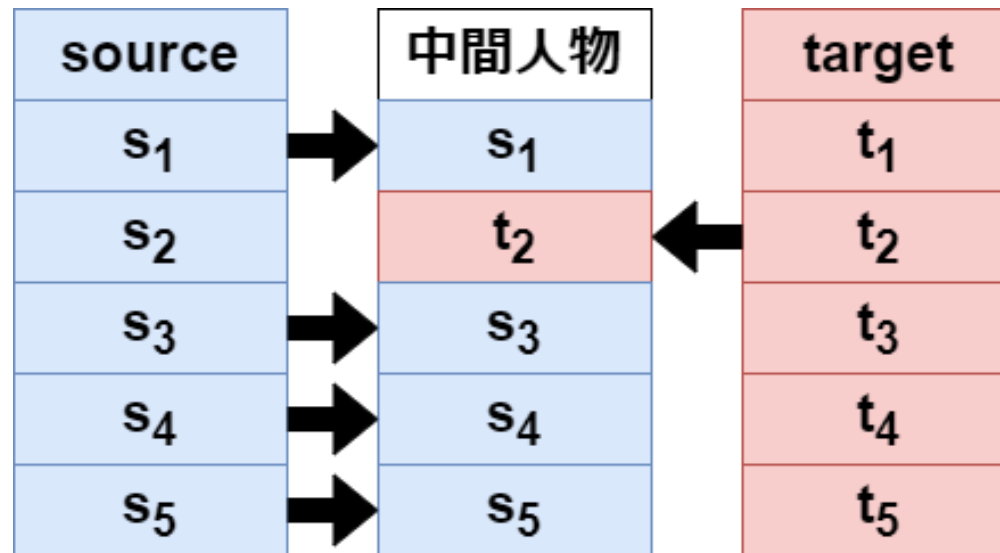 source 中間人物 target
s₁ s₁ t₁
s₂ t₂ t₂
s₃ s₃ t₃
s₄ s₄ t₄
s₅ s₅ t₅